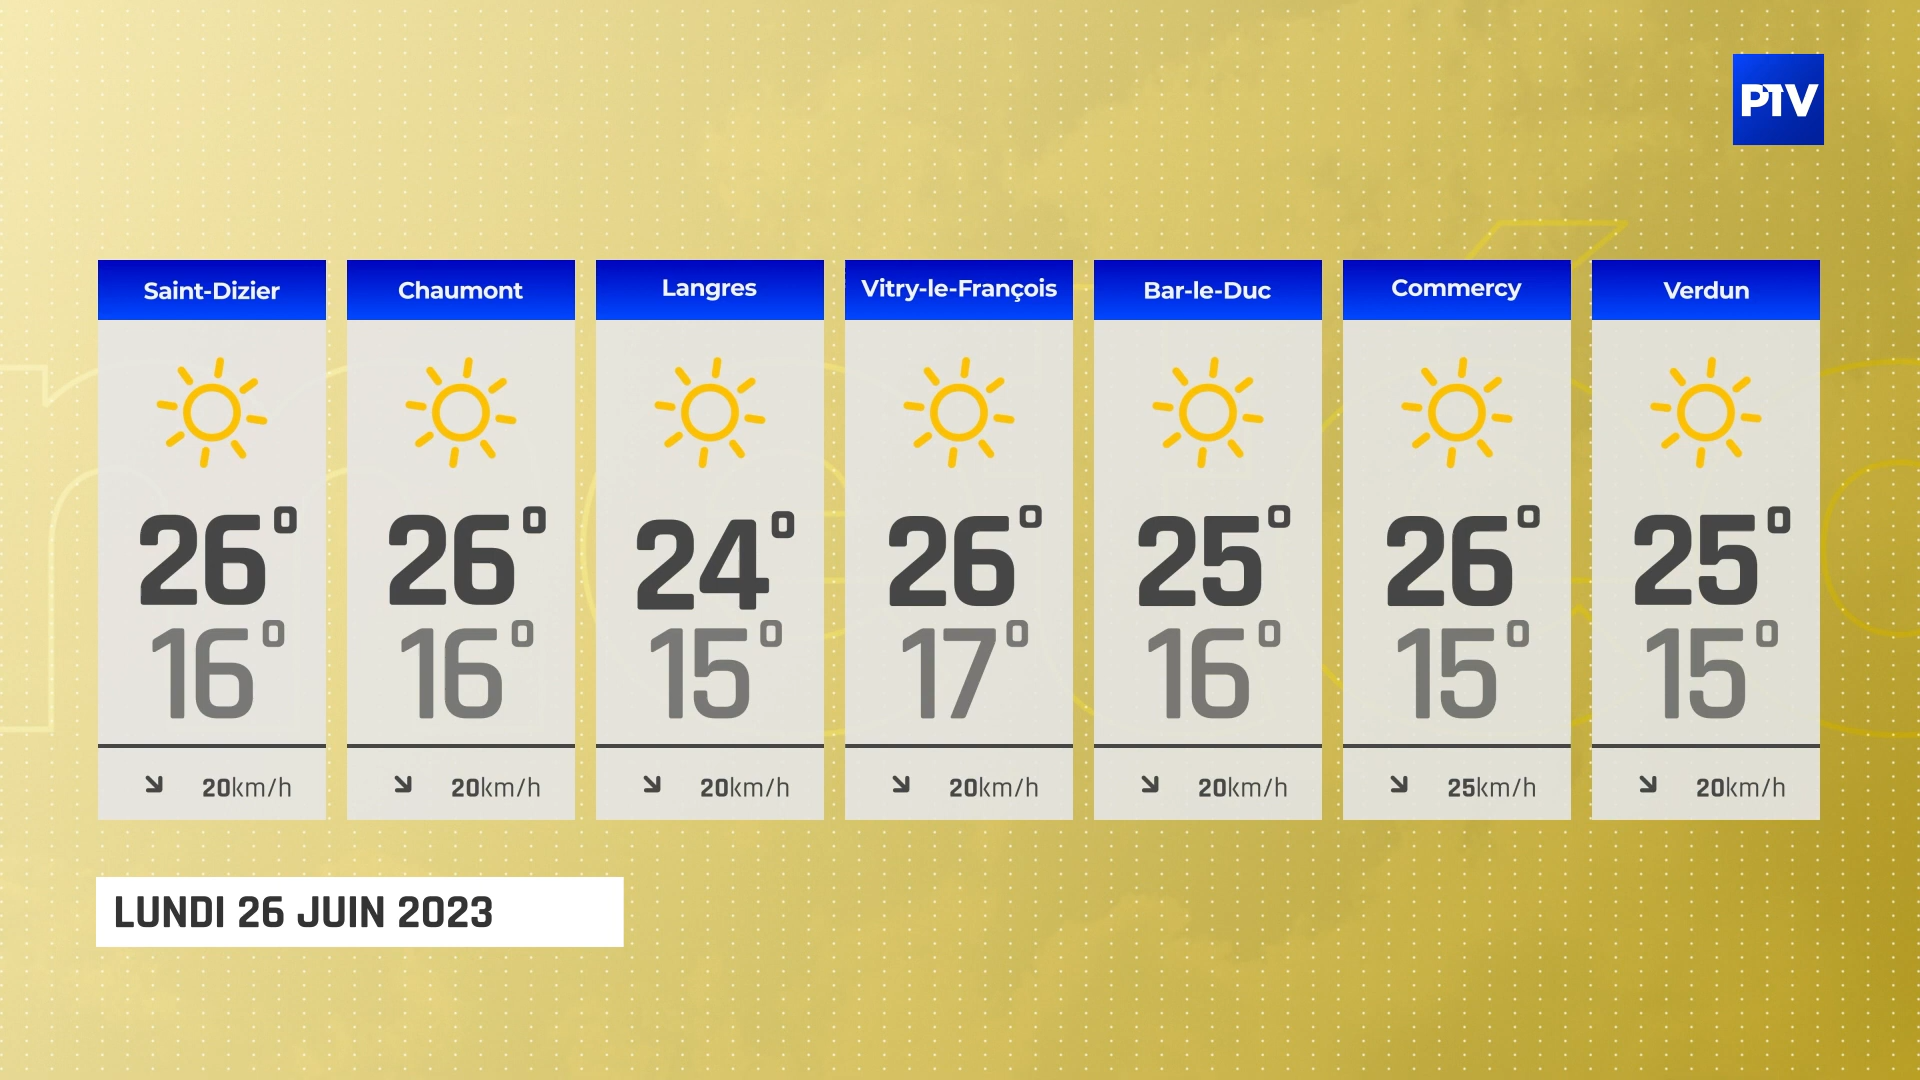 PTV
Saint-Dizier
26°
16°
20km/h
Chaumont
26°
16°
20km/h
Langres
24°
15°
20km/h
Vitry-le-François
26°
17°
20km/h
Bar-le-Duc
25°
16°
20km/h
Commercy
26°
15°
25km/h
Verdun
25°
15°
20km/h
LUNDI 26 JUIN 2023